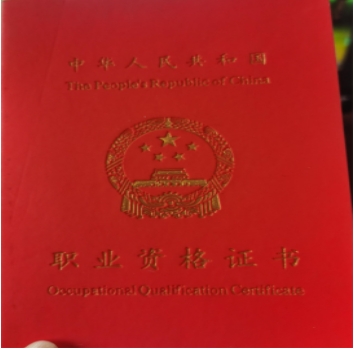 中华人民共和国
The People's Republic of China
职业资格证书
Occupational Qualification Certificate